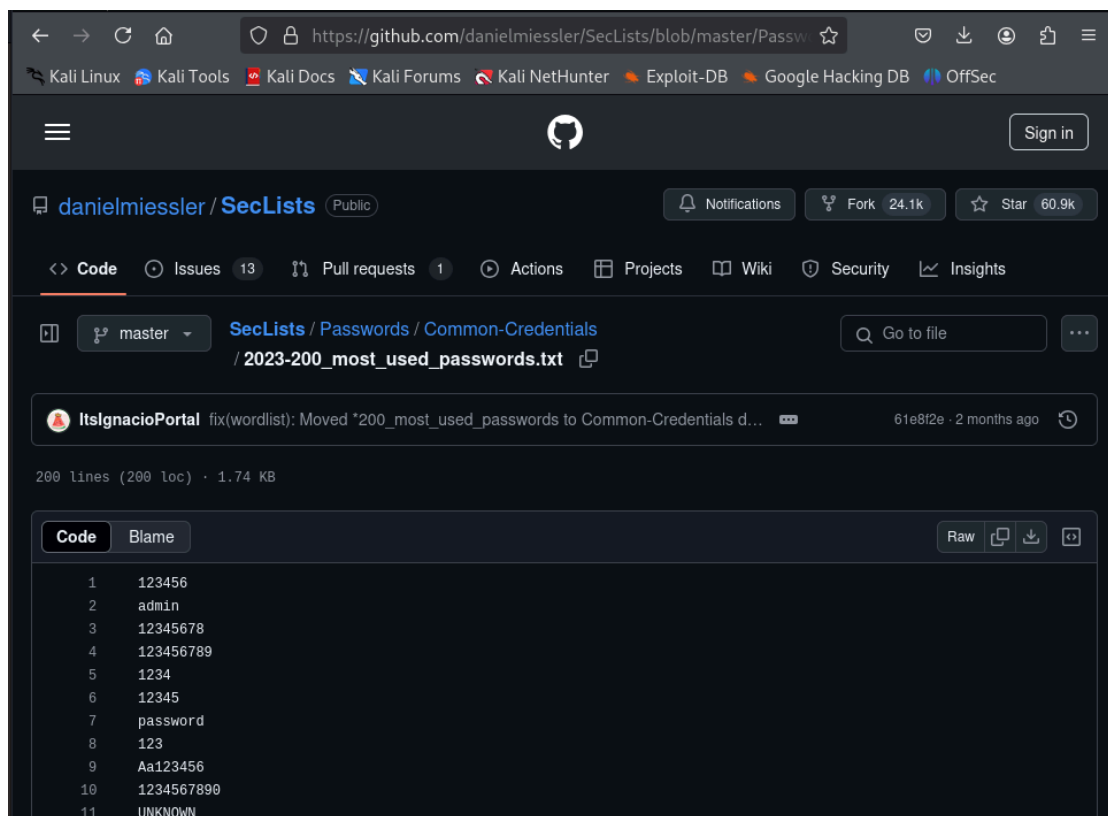 https://github.com/danielmiessler/SecLists/blob/master/Passw
Kali Linux Kali Tools Kali Docs Kali Forums Kali NetHunter Exploit-DB Google Hacking DB OffSec
Sign in
danielmiessler / SecLists Public Notifications Fork 24.1k Star 60.9k
Code Issues 13 Pull requests 1 Actions Projects Wiki Security Insights
master SecLists / Passwords / Common-Credentials Go to file
/ 2023-200_most_used_passwords.txt
ItsIgnacioPortal fix(wordlist): Moved *200_most_used_passwords to Common-Credentials d... 61e8f2e · 2 months ago
200 lines (200 loc) · 1.74 KB
Code Blame Raw
1 123456
2 admin
3 12345678
4 123456789
5 1234
6 12345
7 password
8 123
9 Aa123456
10 1234567890
11 UNKNOWN